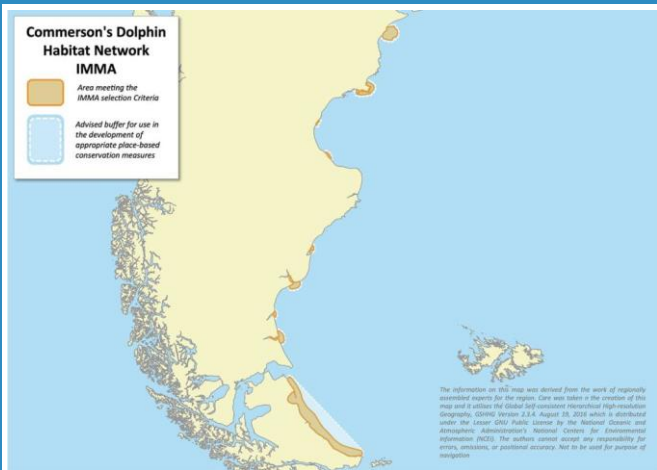 Commerson's Dolphin
Habitat Network
IMMA
Area meeting the
IMMA selection Criteria
Advised buffer for use in
the development of
appropriate place-based
conservation measures
The information on this map was derived from the work of regionally
assembled experts for the region. Care was taken in the creation of this
map and it utilises the Global Self-consistent Hierarchical High-resolution
Geography, GSHHG Version 2.3.4. August 19, 2016 which is distributed
under the Lesser GNU Public License by the National Oceanic and
Atmospheric Administration's National Centers for Environmental
Information (NCEI). The authors cannot accept any responsibility for
errors, omissions, or positional accuracy. Not to be used for purpose of
navigation